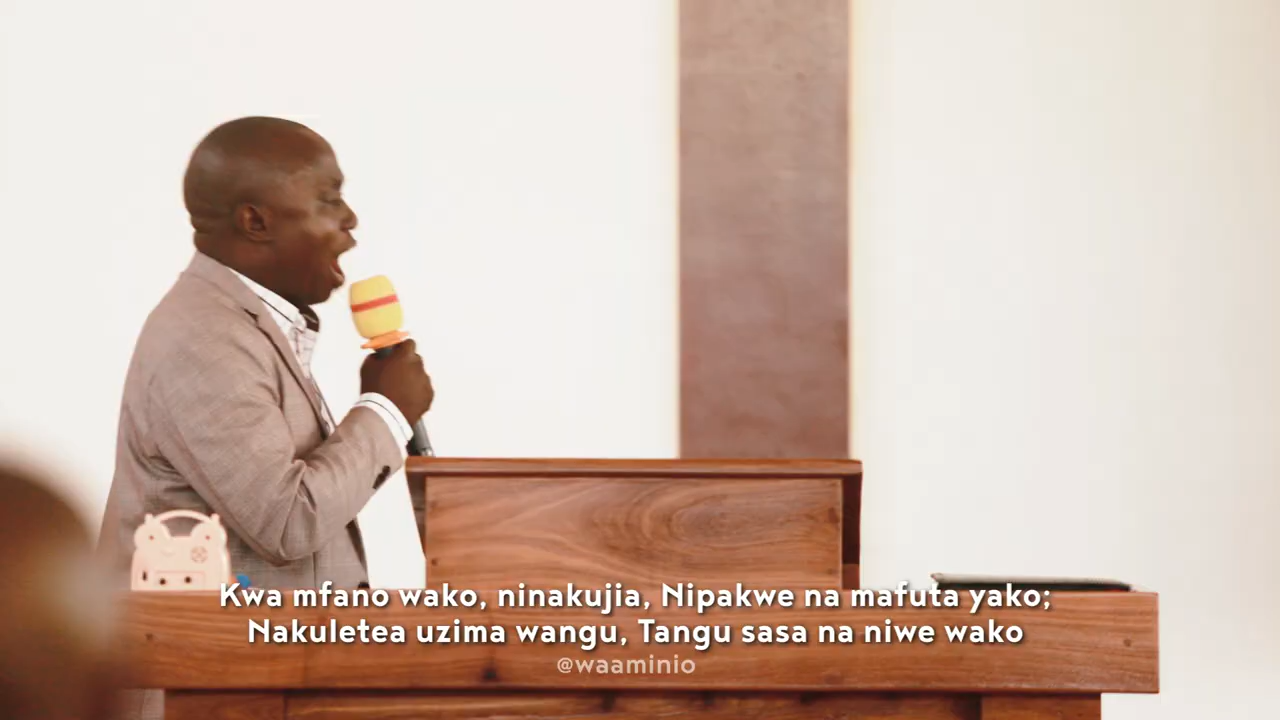 Kwa mfano wako, ninakujia, Nipakwe na mafuta yako;
Nakuletea uzima wangu, Tangu sasa na niwe wako
@waaminio